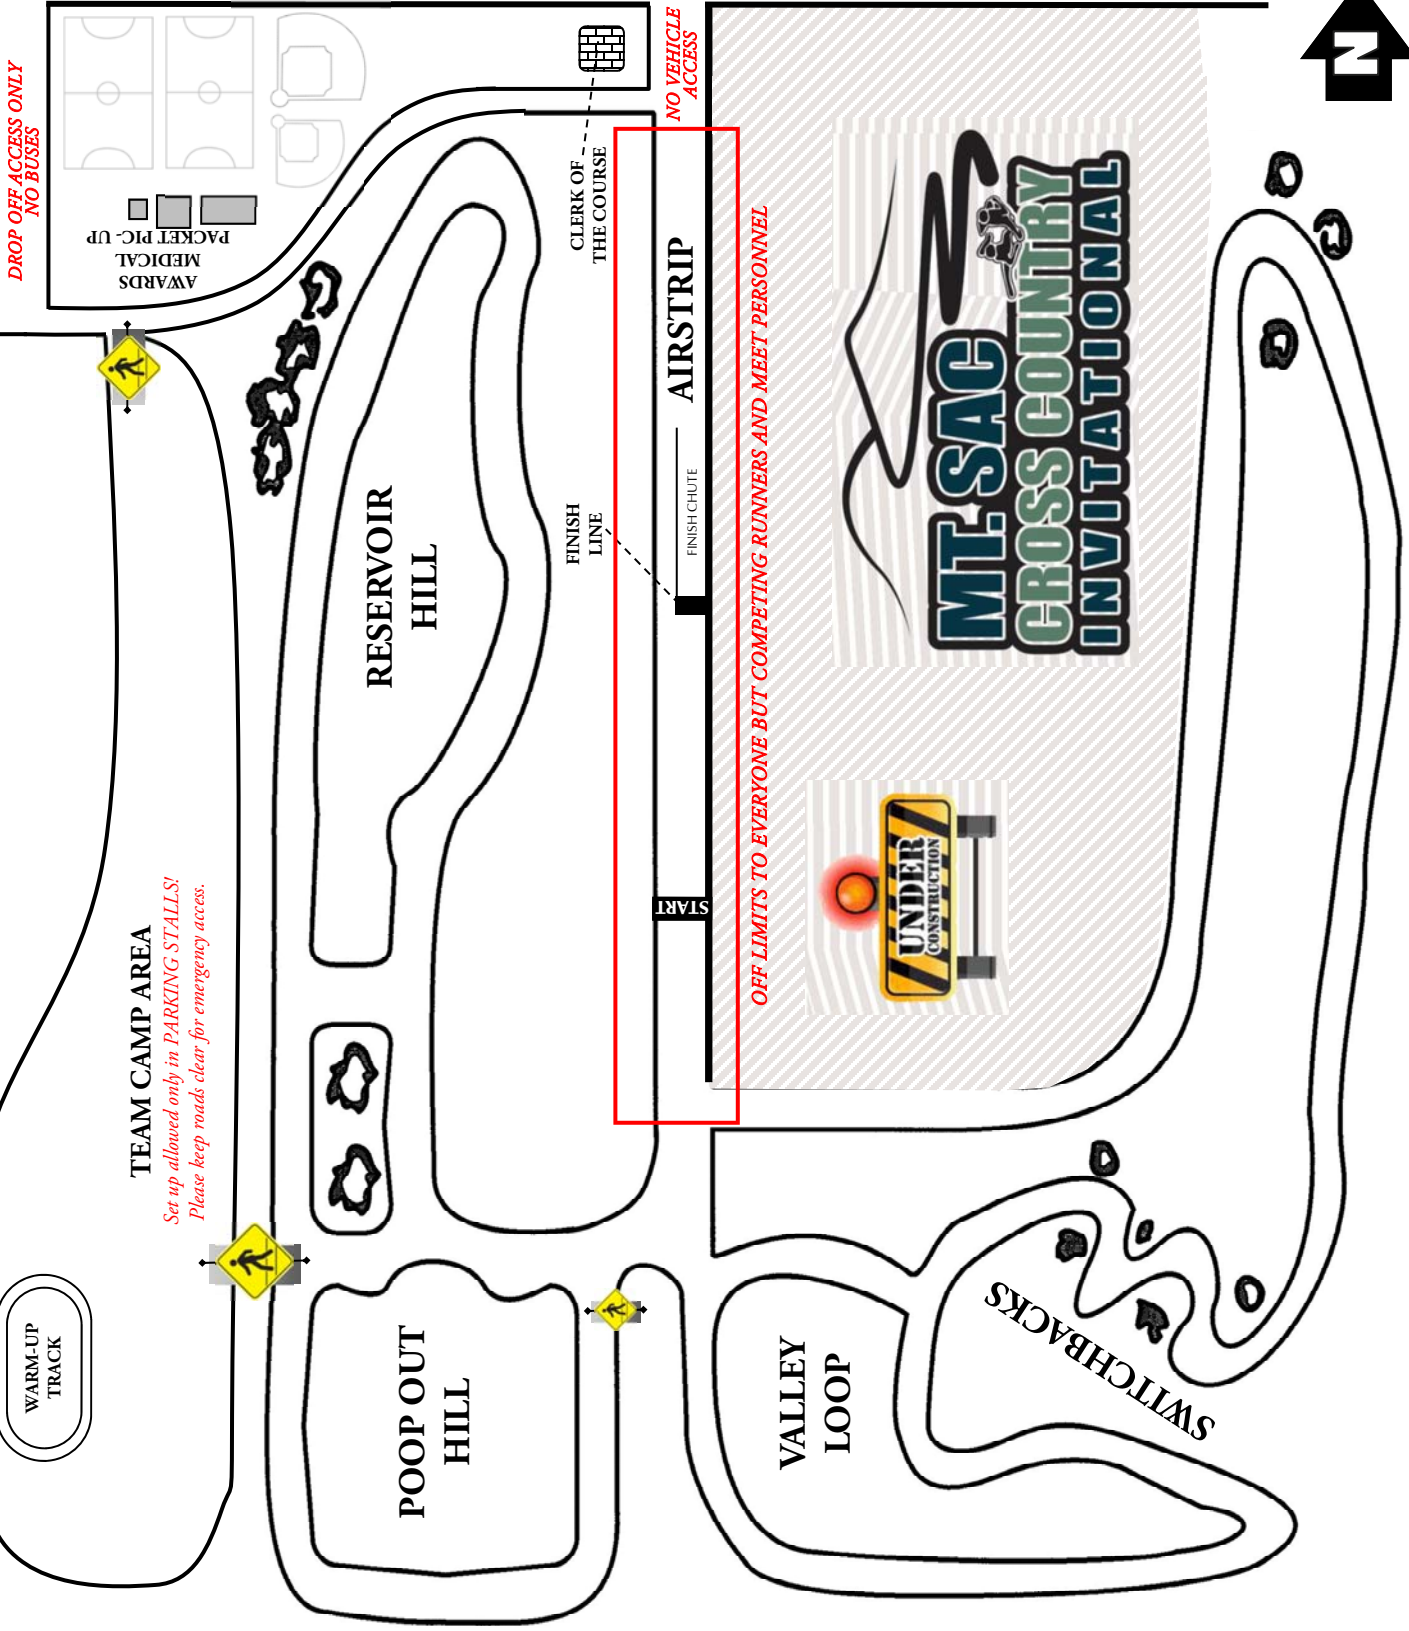 DROP OFF ACCESS ONLY
NO BUSES
PACKET PIC- UP
MEDICAL
AWARDS
CLERK OF
THE COURSE
NO VEHICLE
ACCESS
N
AIRSTRIP
FINISH CHUTE
FINISH
LINE
START
OFF LIMITS TO EVERYONE BUT COMPETING RUNNERS AND MEET PERSONNEL
MT. SAC
CROSS COUNTRY
INVITATIONAL
UNDER
CONSTRUCTION
RESERVOIR
HILL
TEAM CAMP AREA
Set up allowed only in PARKING STALLS!
Please keep roads clear for emergency access.
WARM-UP
TRACK
POOP OUT
HILL
VALLEY
LOOP
SWITCHBACKS